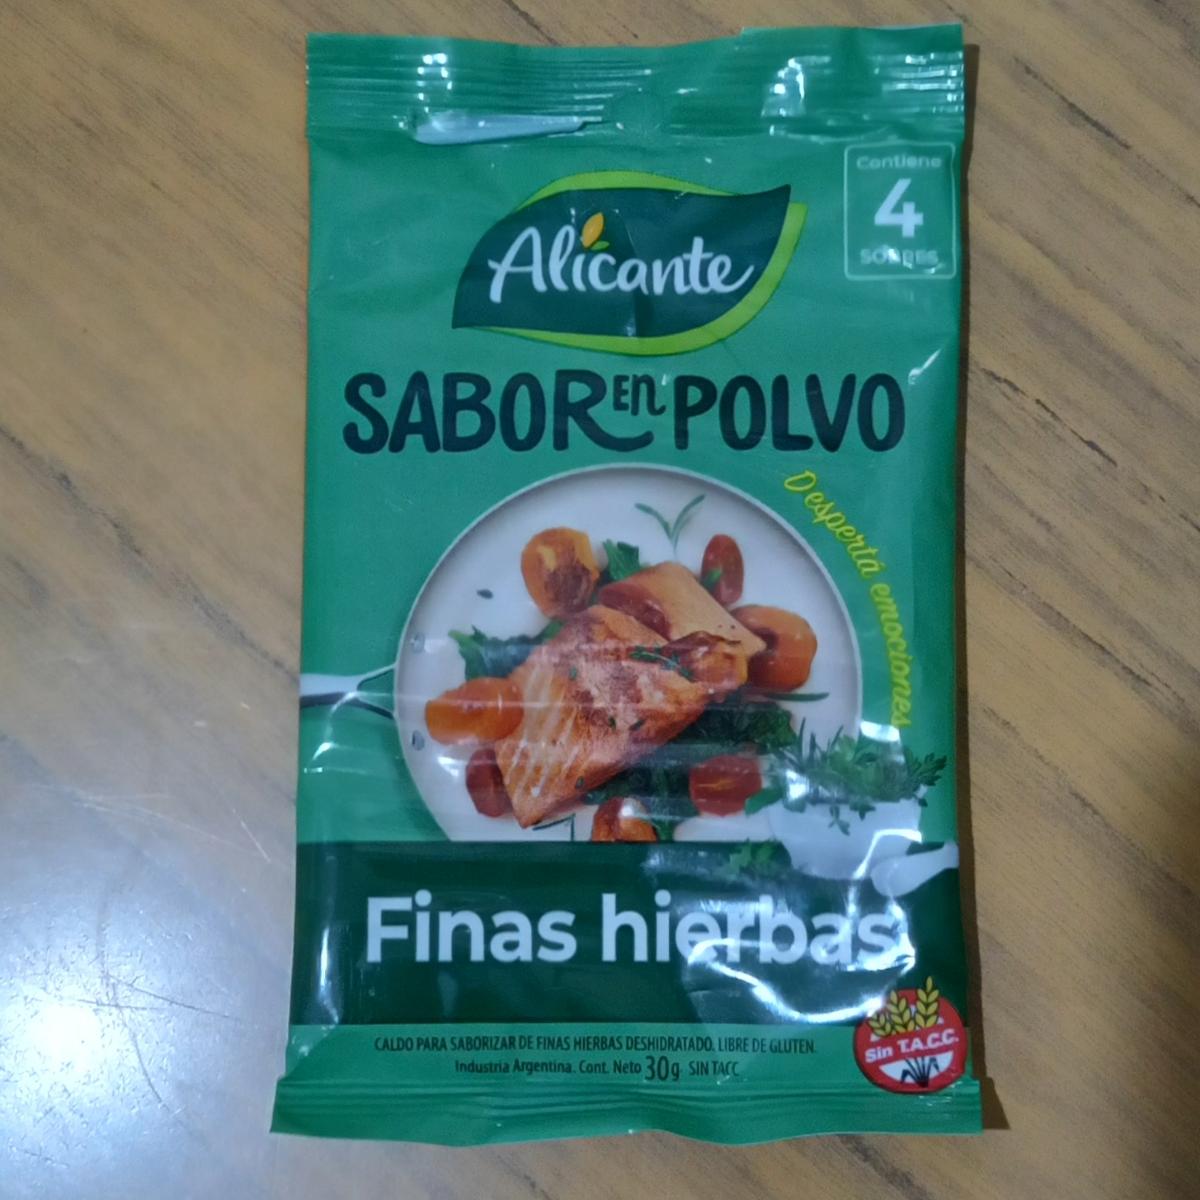 Contiene
4
SOBRES
Alicante
SABOR EN POLVO
Despertá emociones
Finas hierbas
CALDO PARA SABORIZAR DE FINAS HIERBAS DESHIDRATADO. LIBRE DE GLUTEN.
Industria Argentina. Cont. Neto 30g. SIN TACC
Sin T.A.C.C.